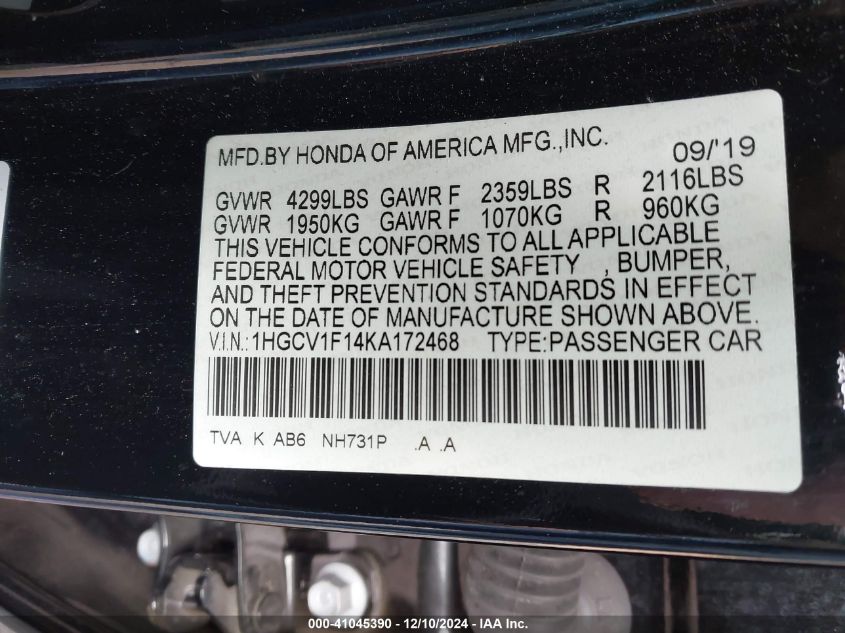 MFD.BY HONDA OF AMERICA MFG.,INC. 09/'19
GVWR 4299LBS GAWR F 2359LBS R 2116LBS
GVWR 1950KG GAWR F 1070KG R 960KG
THIS VEHICLE CONFORMS TO ALL APPLICABLE
FEDERAL MOTOR VEHICLE SAFETY , BUMPER,
AND THEFT PREVENTION STANDARDS IN EFFECT
ON THE DATE OF MANUFACTURE SHOWN ABOVE.
V.I.N.:1HGCV1F14KA172468 TYPE:PASSENGER CAR
TVA K AB6 NH731P .A .A
000-41045390 - 12/10/2024 - IAA Inc.